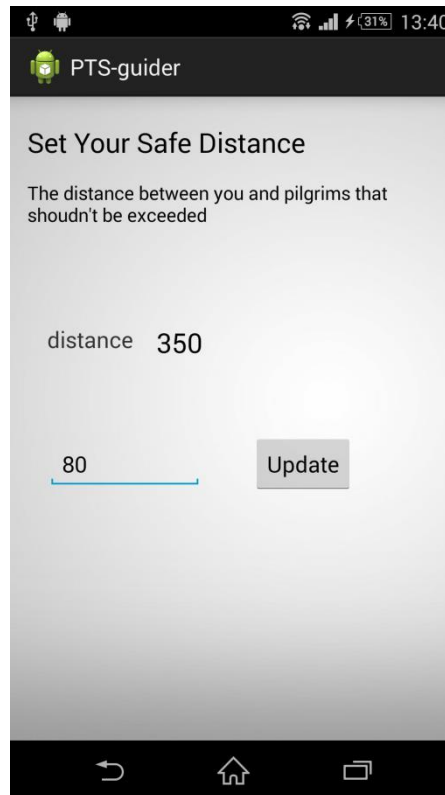 31% 13:40
PTS-guider
Set Your Safe Distance
The distance between you and pilgrims that
shoudn't be exceeded
distance 350
80 Update